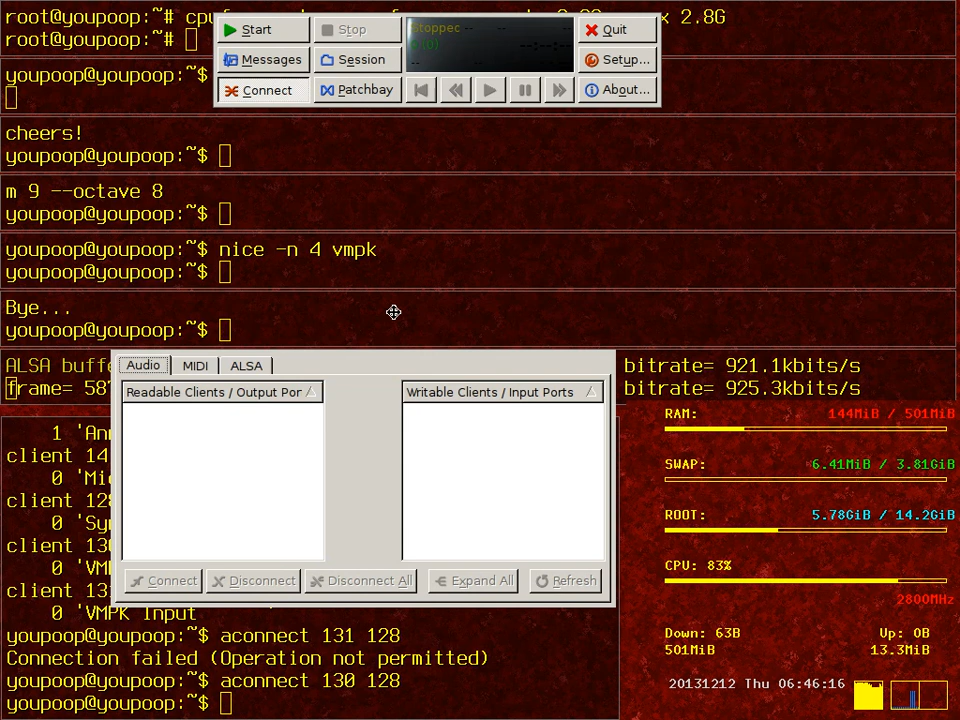 root@youpoop:~# cpuf x 2.8G
root@youpoop:~#
Start Stop Stopped -- -- --:--:-- Quit
Messages Session Setup...
Connect Patchbay About...
youpoop@youpoop:~$
cheers!
youpoop@youpoop:~$
m 9 --octave 8
youpoop@youpoop:~$
youpoop@youpoop:~$ nice -n 4 vmpk
youpoop@youpoop:~$
Bye...
youpoop@youpoop:~$
ALSA buff bitrate= 921.1kbits/s
frame= 587 bitrate= 925.3kbits/s
Audio MIDI ALSA
Readable Clients / Output Por Writable Clients / Input Ports
Connect Disconnect Disconnect All Expand All Refresh
1 'An
client 14
0 'Mi
client 128
0 'Sy
client 130
0 'VM
client 13
0 'VMPK Input
youpoop@youpoop:~$ aconnect 131 128
Connection failed (Operation not permitted)
youpoop@youpoop:~$ aconnect 130 128
youpoop@youpoop:~$
RAM: 144MiB / 501MiB
SWAP: 6.41MiB / 3.81GiB
ROOT: 5.78GiB / 14.2GiB
CPU: 83%
2800MHz
Down: 63B Up: 0B
501MiB 13.3MiB
20131212 Thu 06:46:16